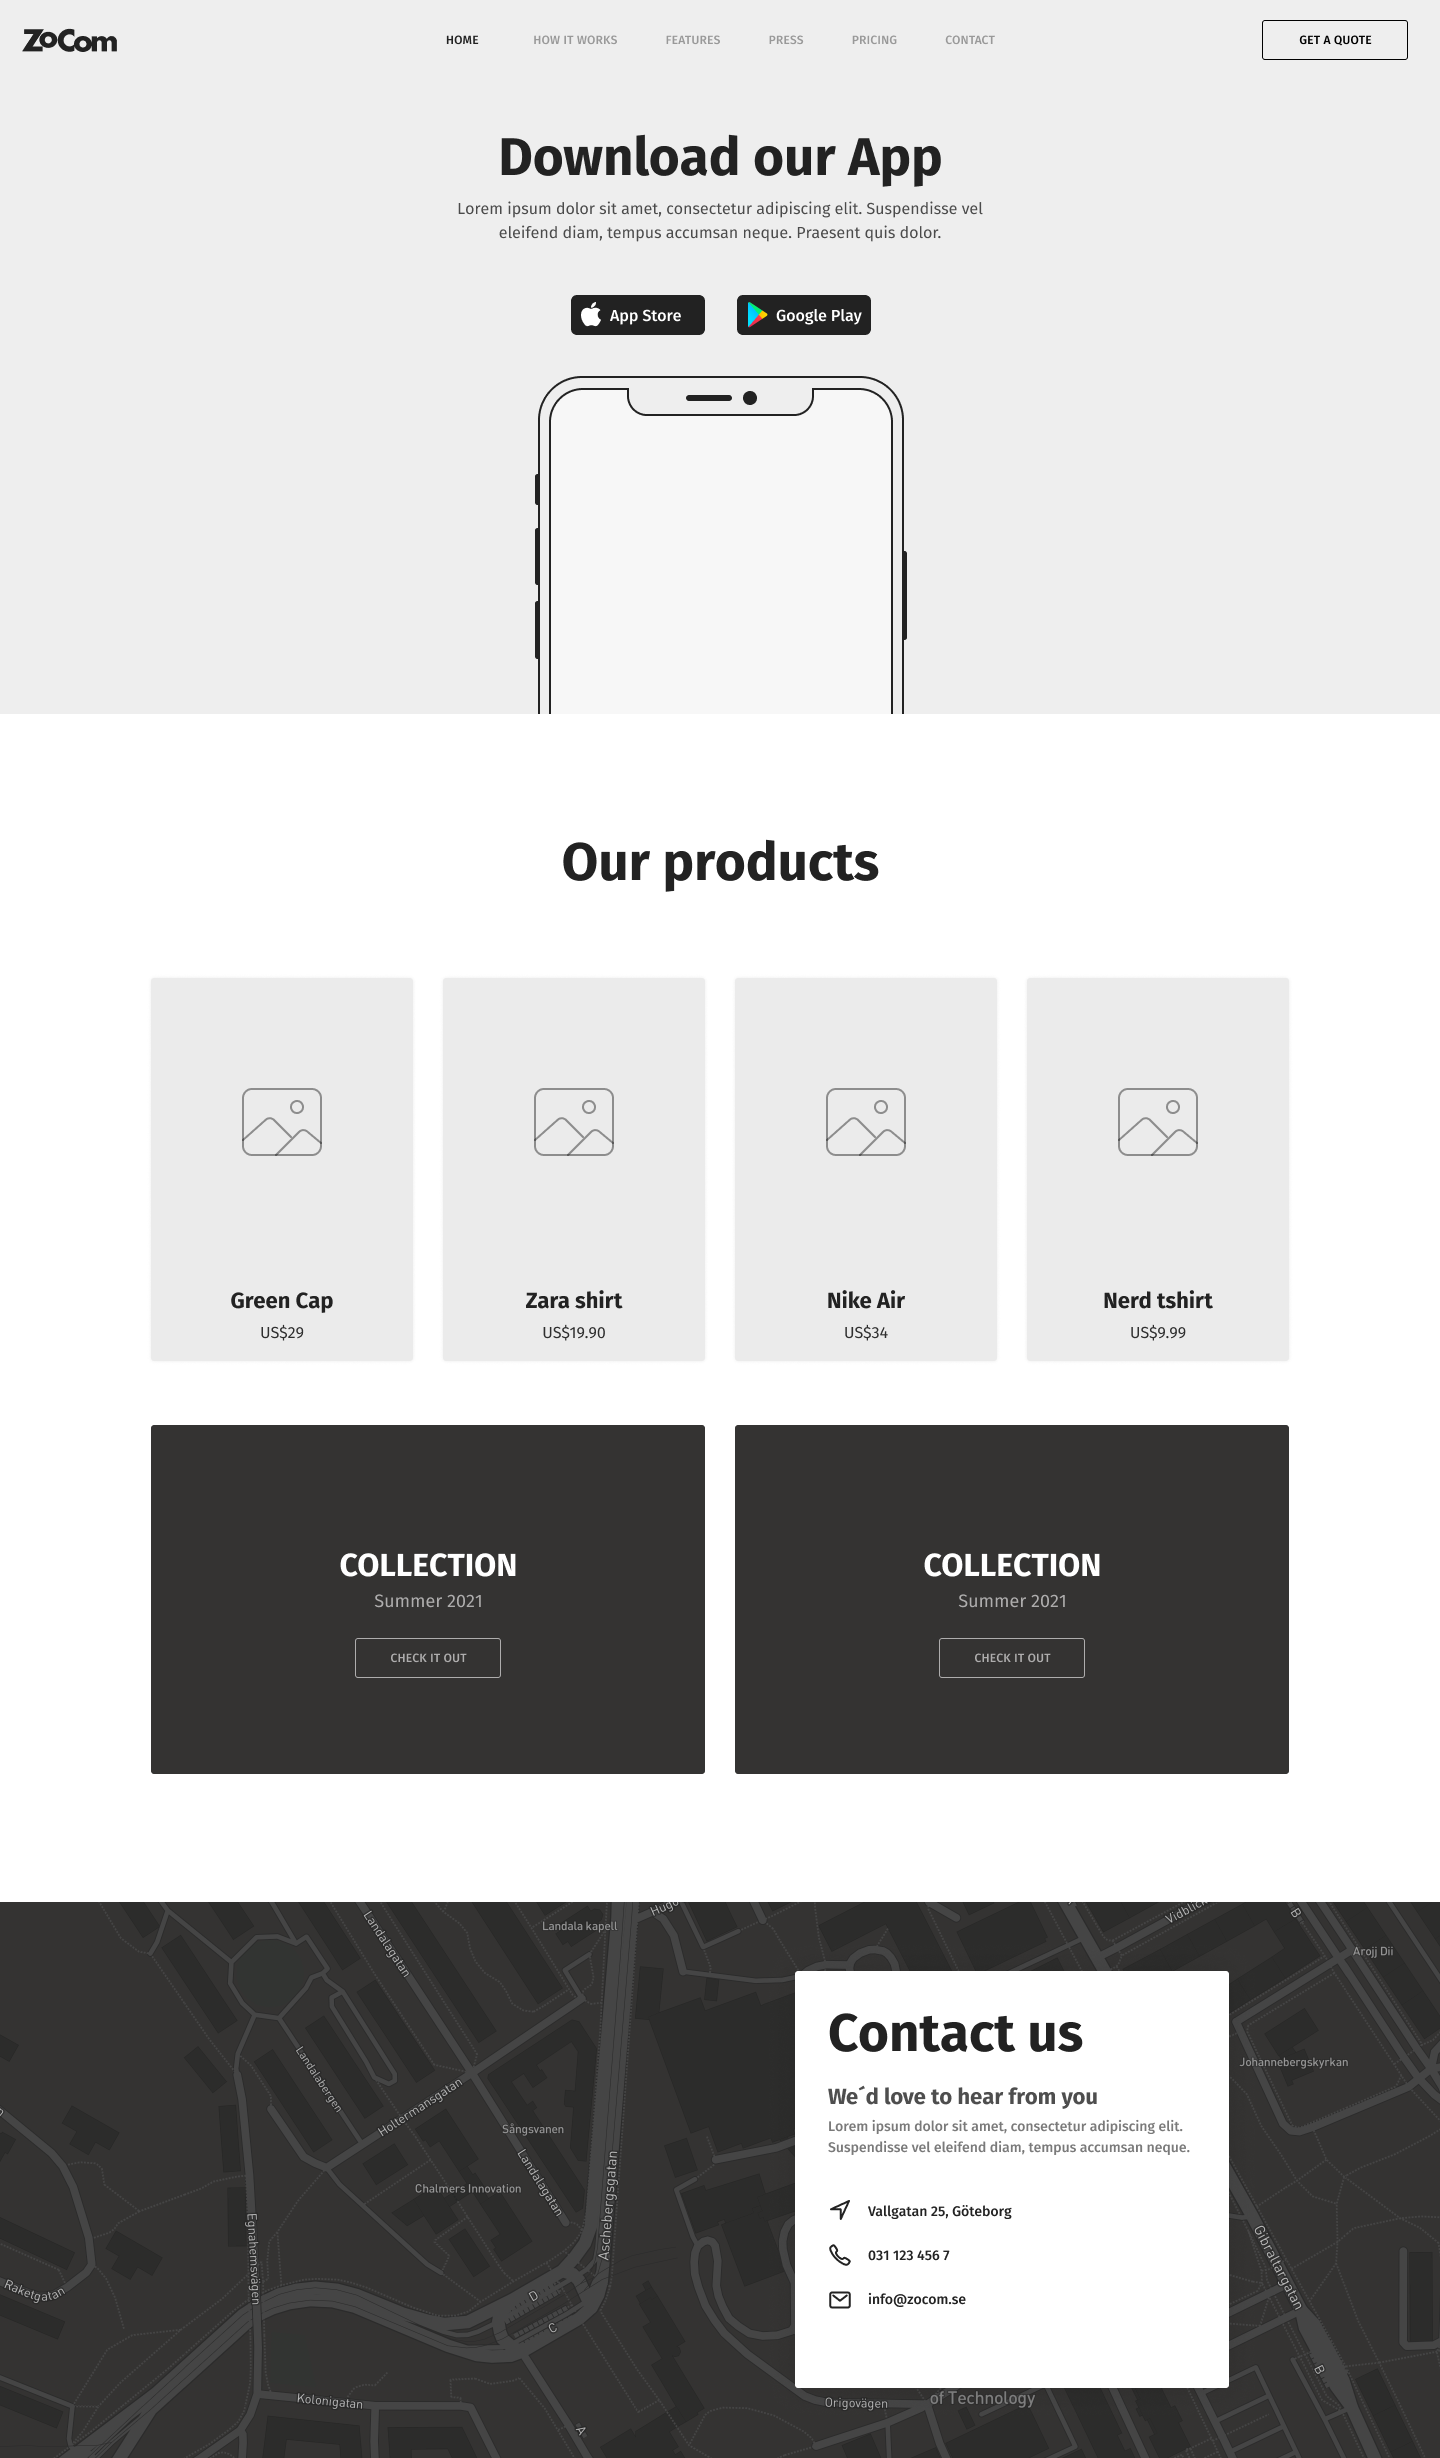 ZoCom
HOME
HOW IT WORKS
FEATURES
PRESS
PRICING
CONTACT
GET A QUOTE
Download our App
Lorem ipsum dolor sit amet, consectetur adipiscing elit. Suspendisse vel
eleifend diam, tempus accumsan neque. Praesent quis dolor.
App Store
Google Play
Our products
Green Cap
US$29
Zara shirt
US$19.90
Nike Air
US$34
Nerd tshirt
US$9.99
COLLECTION
Summer 2021
CHECK IT OUT
COLLECTION
Summer 2021
CHECK IT OUT
Landalagatan
Landala kapell
B
Arojj Dii
Landalabergen
Holtermansgatan
Sångsvanen
Landalagatan
Chalmers Innovation
Aschebergsgatan
Egnahemsvägen
Raketgatan
D
C
Kolonigatan
A
Contact us
We´d love to hear from you
Lorem ipsum dolor sit amet, consectetur adipiscing elit.
Suspendisse vel eleifend diam, tempus accumsan neque.
Vallgatan 25, Göteborg
031 123 456 7
info@zocom.se
Johannebergskyrkan
Gibraltargatan
B
Origovägen
of Technology